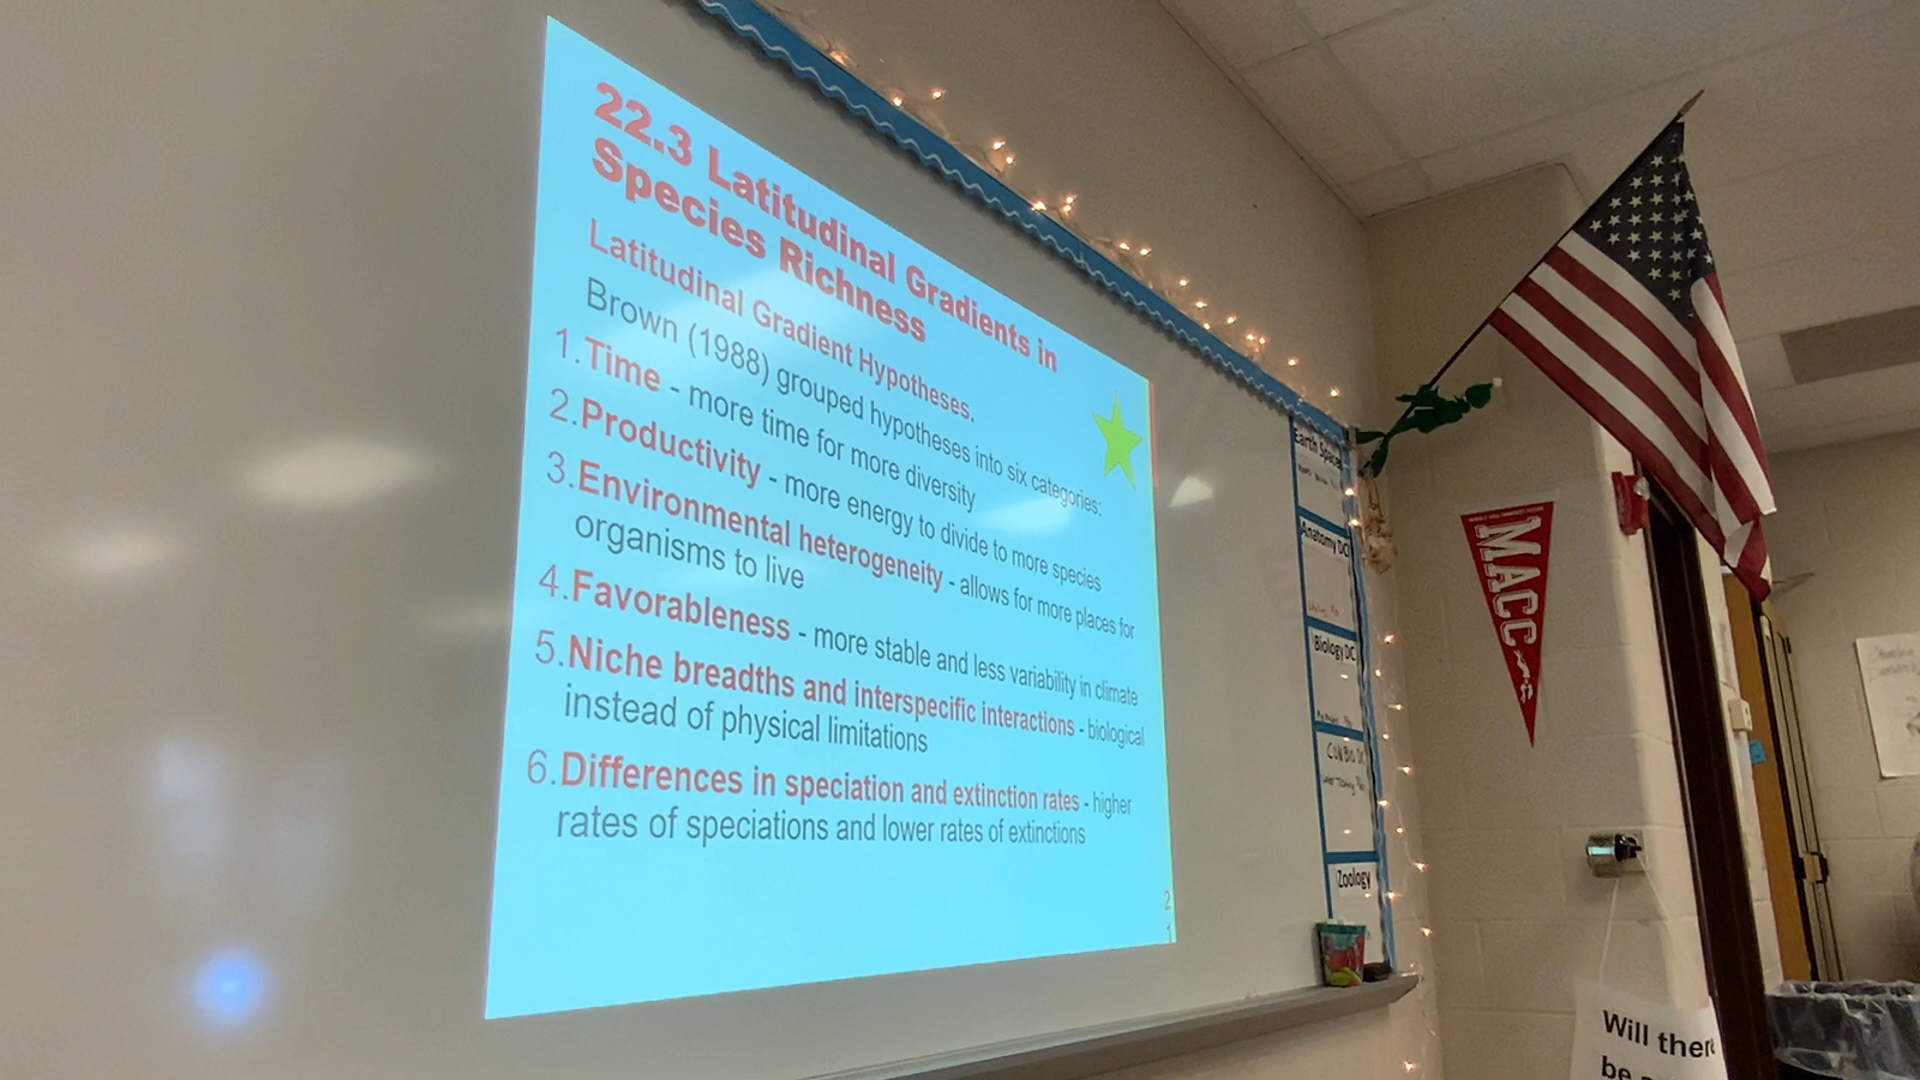 22.3 Latitudinal Gradients in
Species Richness
Latitudinal Gradient Hypotheses.
Brown (1988) grouped hypotheses into six categories:
1.Time - more time for more diversity
2.Productivity - more energy to divide to more species
3.Environmental heterogeneity - allows for more places for
organisms to live
4.Favorableness - more stable and less variability in climate
5.Niche breadths and interspecific interactions - biological
instead of physical limitations
6.Differences in speciation and extinction rates - higher
rates of speciations and lower rates of extinctions
2
1
Earth Space
Anatomy DC
Biology DC
Zoology
MACC
Will there
be